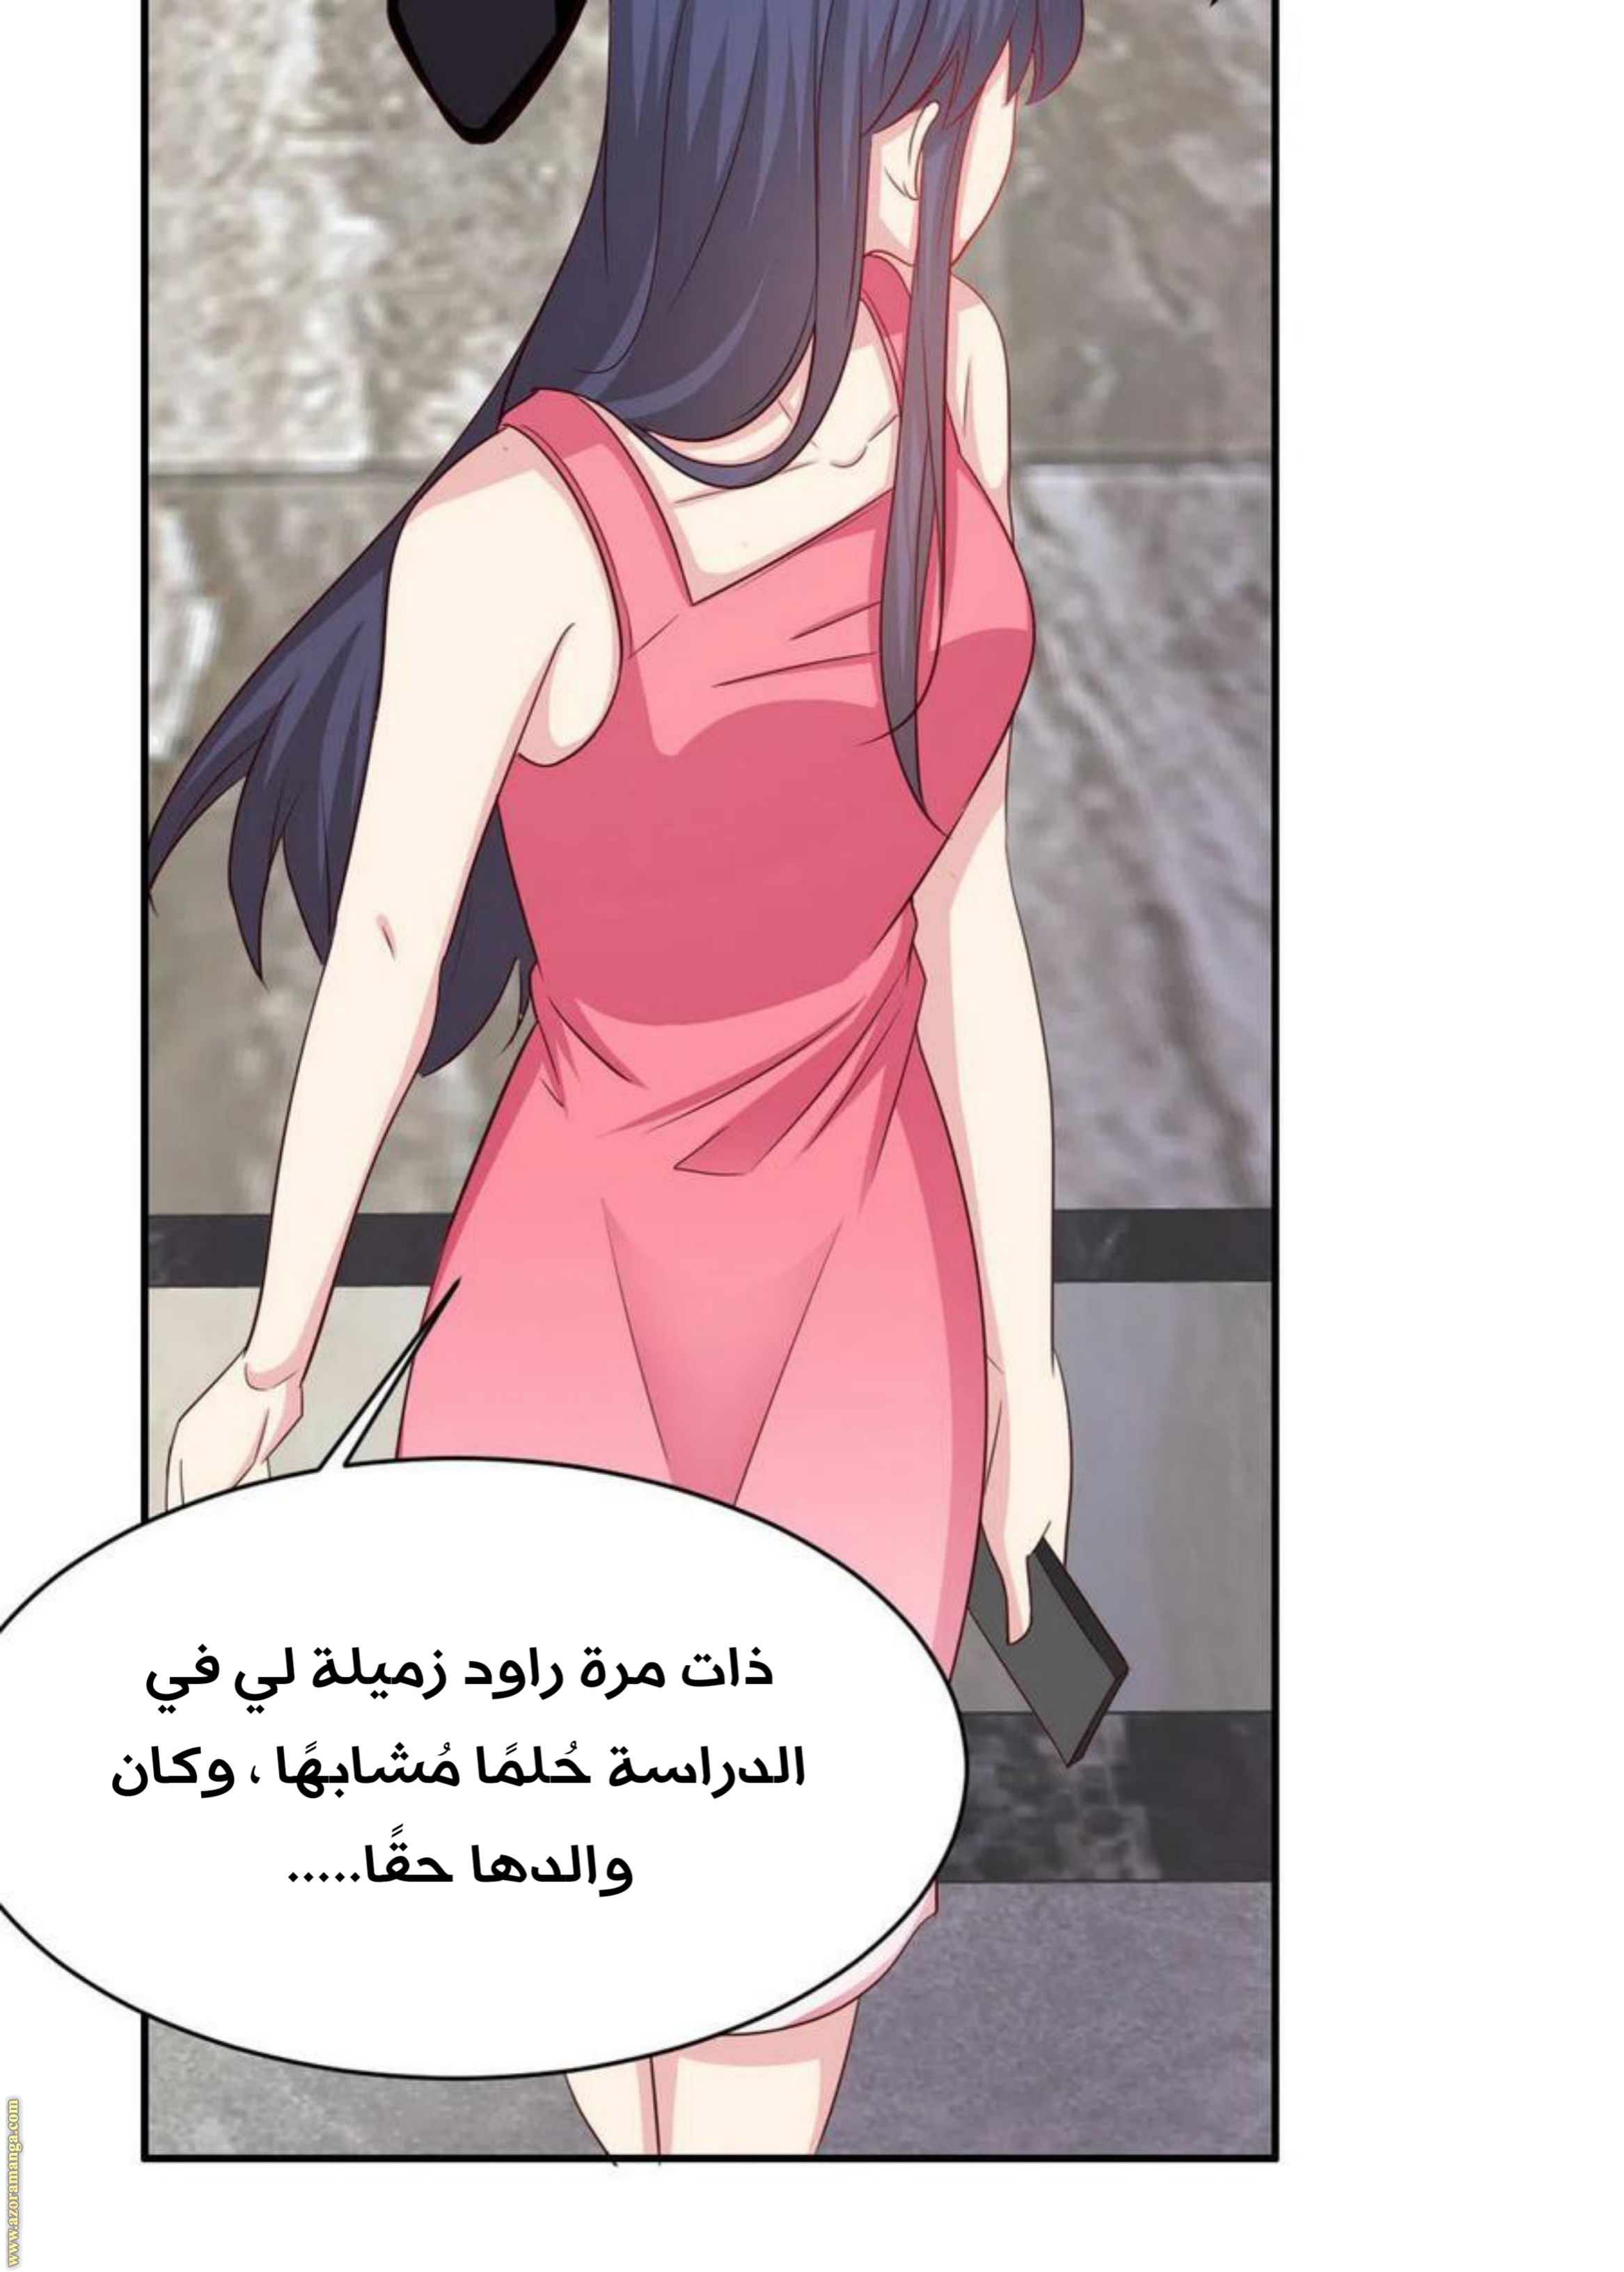 ذات مرة راود زميلة لي في
الدراسة حُلمًا مُشابهًا ، وكان
والدها حقًا.....
www.azoramanga.com